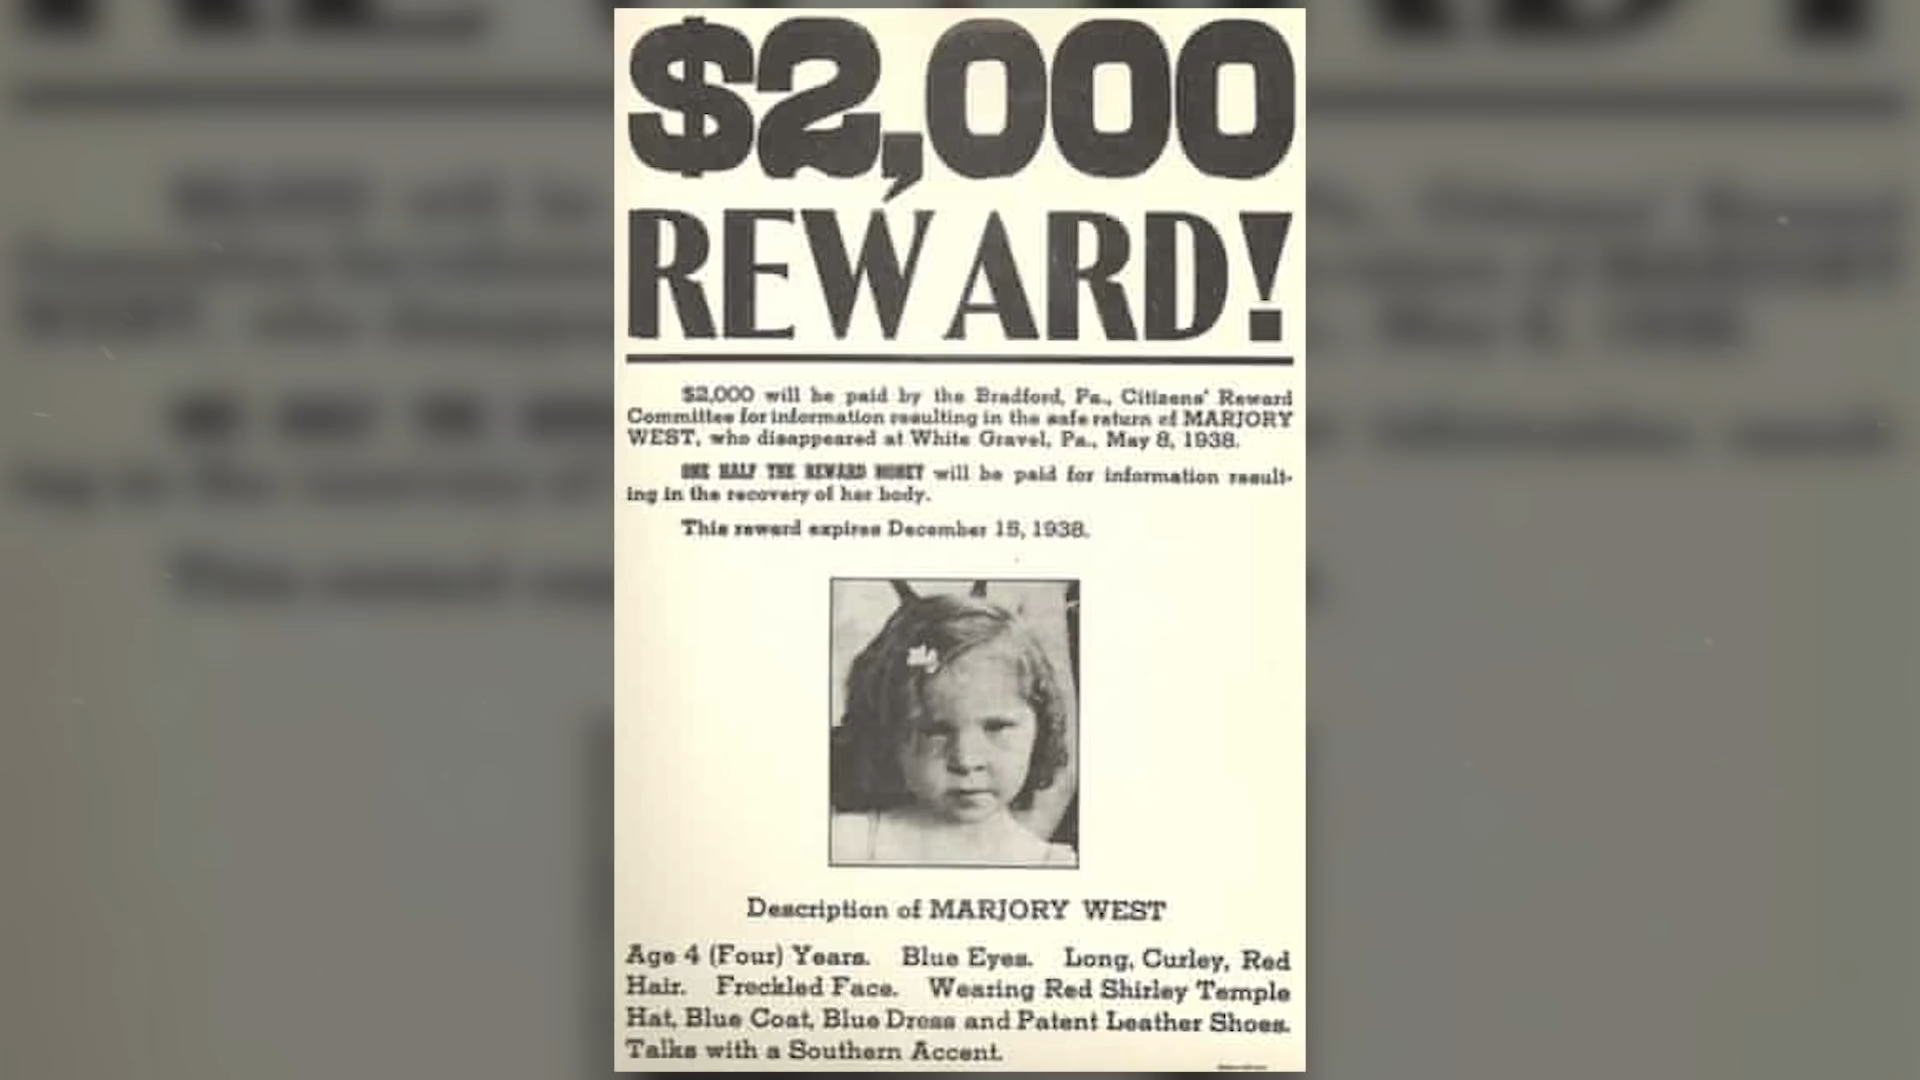 $2,000
REWARD!
$2,000 will be paid by the Bradford, Pa., Citizens' Reward
Committee for information resulting in the safe return of MARJORY
WEST, who disappeared at White Gravel, Pa., May 8, 1938.
ONE HALF THE REWARD MONEY will be paid for information result-
ing in the recovery of her body.
This reward expires December 15, 1938.
Description of MARJORY WEST
Age 4 (Four) Years. Blue Eyes. Long, Curley, Red
Hair. Freckled Face. Wearing Red Shirley Temple
Hat, Blue Coat, Blue Dress and Patent Leather Shoes.
Talks with a Southern Accent.